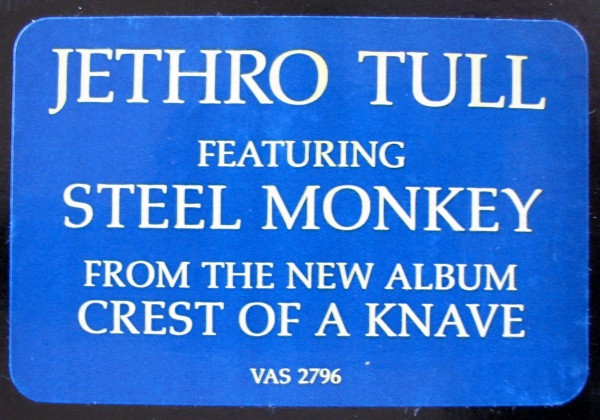 JETHRO TULL
FEATURING
STEEL MONKEY
FROM THE NEW ALBUM
CREST OF A KNAVE
VAS 2796